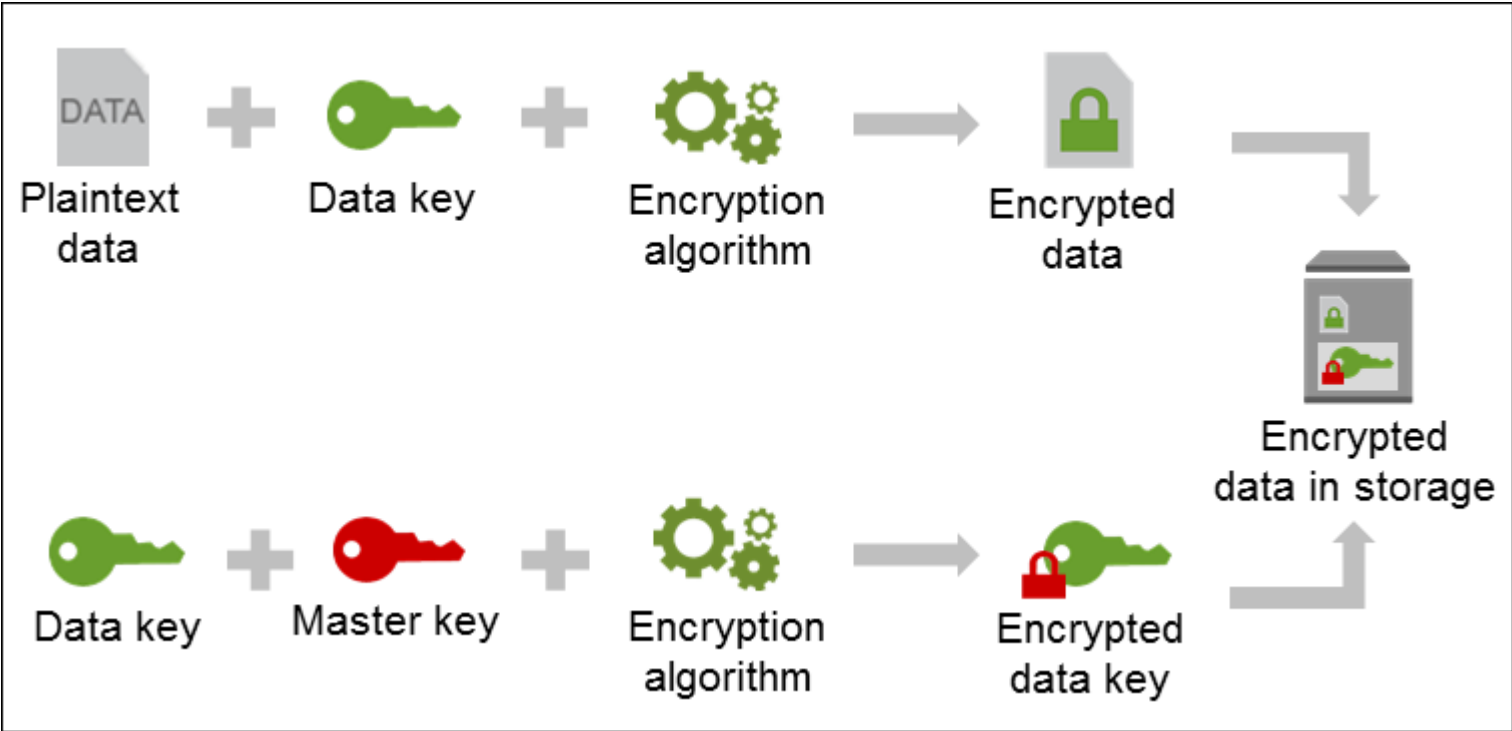 DATA
Plaintext
data
Data key
Encryption
algorithm
Encrypted
data
Encrypted
data in storage
Data key
Master key
Encryption
algorithm
Encrypted
data key